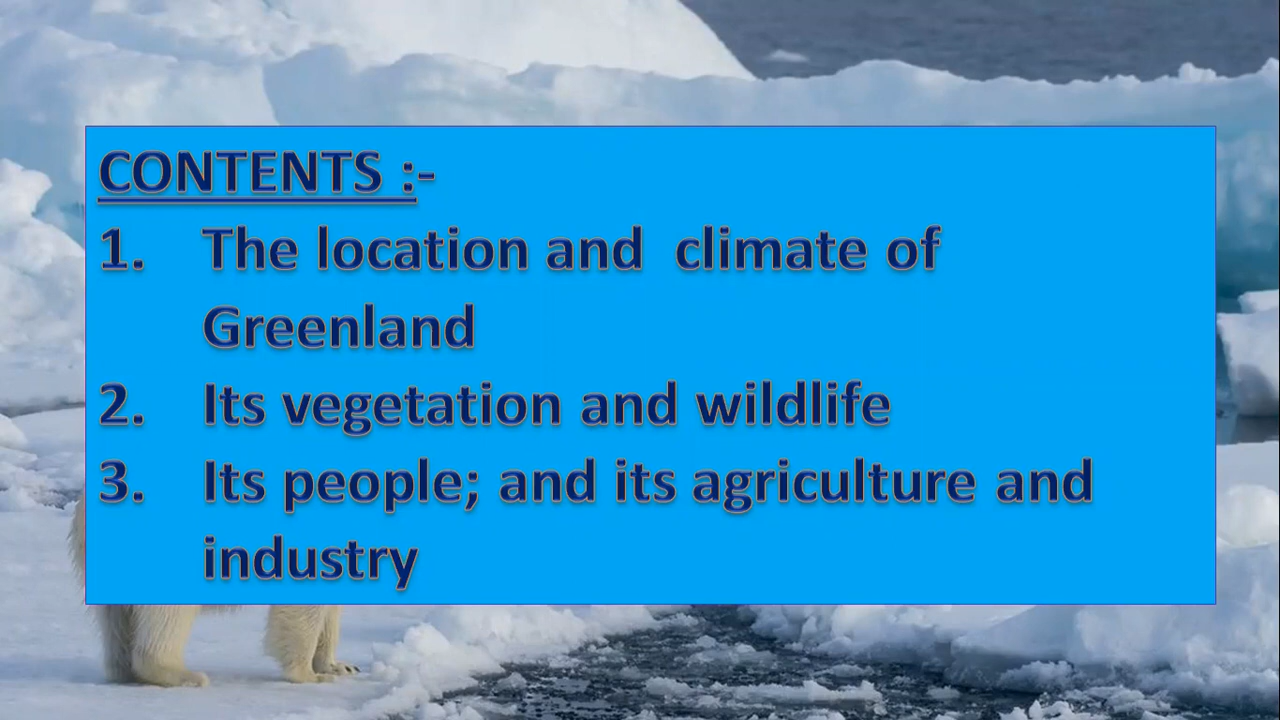 CONTENTS :-
1. The location and climate of
Greenland
2. Its vegetation and wildlife
3. Its people; and its agriculture and
industry